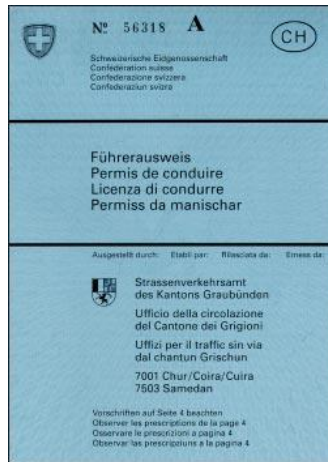 Nº 56318 A
CH
Schweizerische Eidgenossenschaft
Confédération suisse
Confederazione svizzera
Confederaziun svizra
Führerausweis
Permis de conduire
Licenza di condurre
Permiss da manischar
Ausgestellt durch: Etabli par: Rilasciata da: Emess da:
Strassenverkehrsamt
des Kantons Graubünden
Ufficio della circolazione
del Cantone dei Grigioni
Uffizi per il traffic sin via
dal chantun Grischun
7001 Chur/Coira/Cuira
7503 Samedan
Vorschriften auf Seite 4 beachten
Observer les prescriptions de la page 4
Osservare le prescrizioni a pagina 4
Observar las prescripziuns a la pagina 4